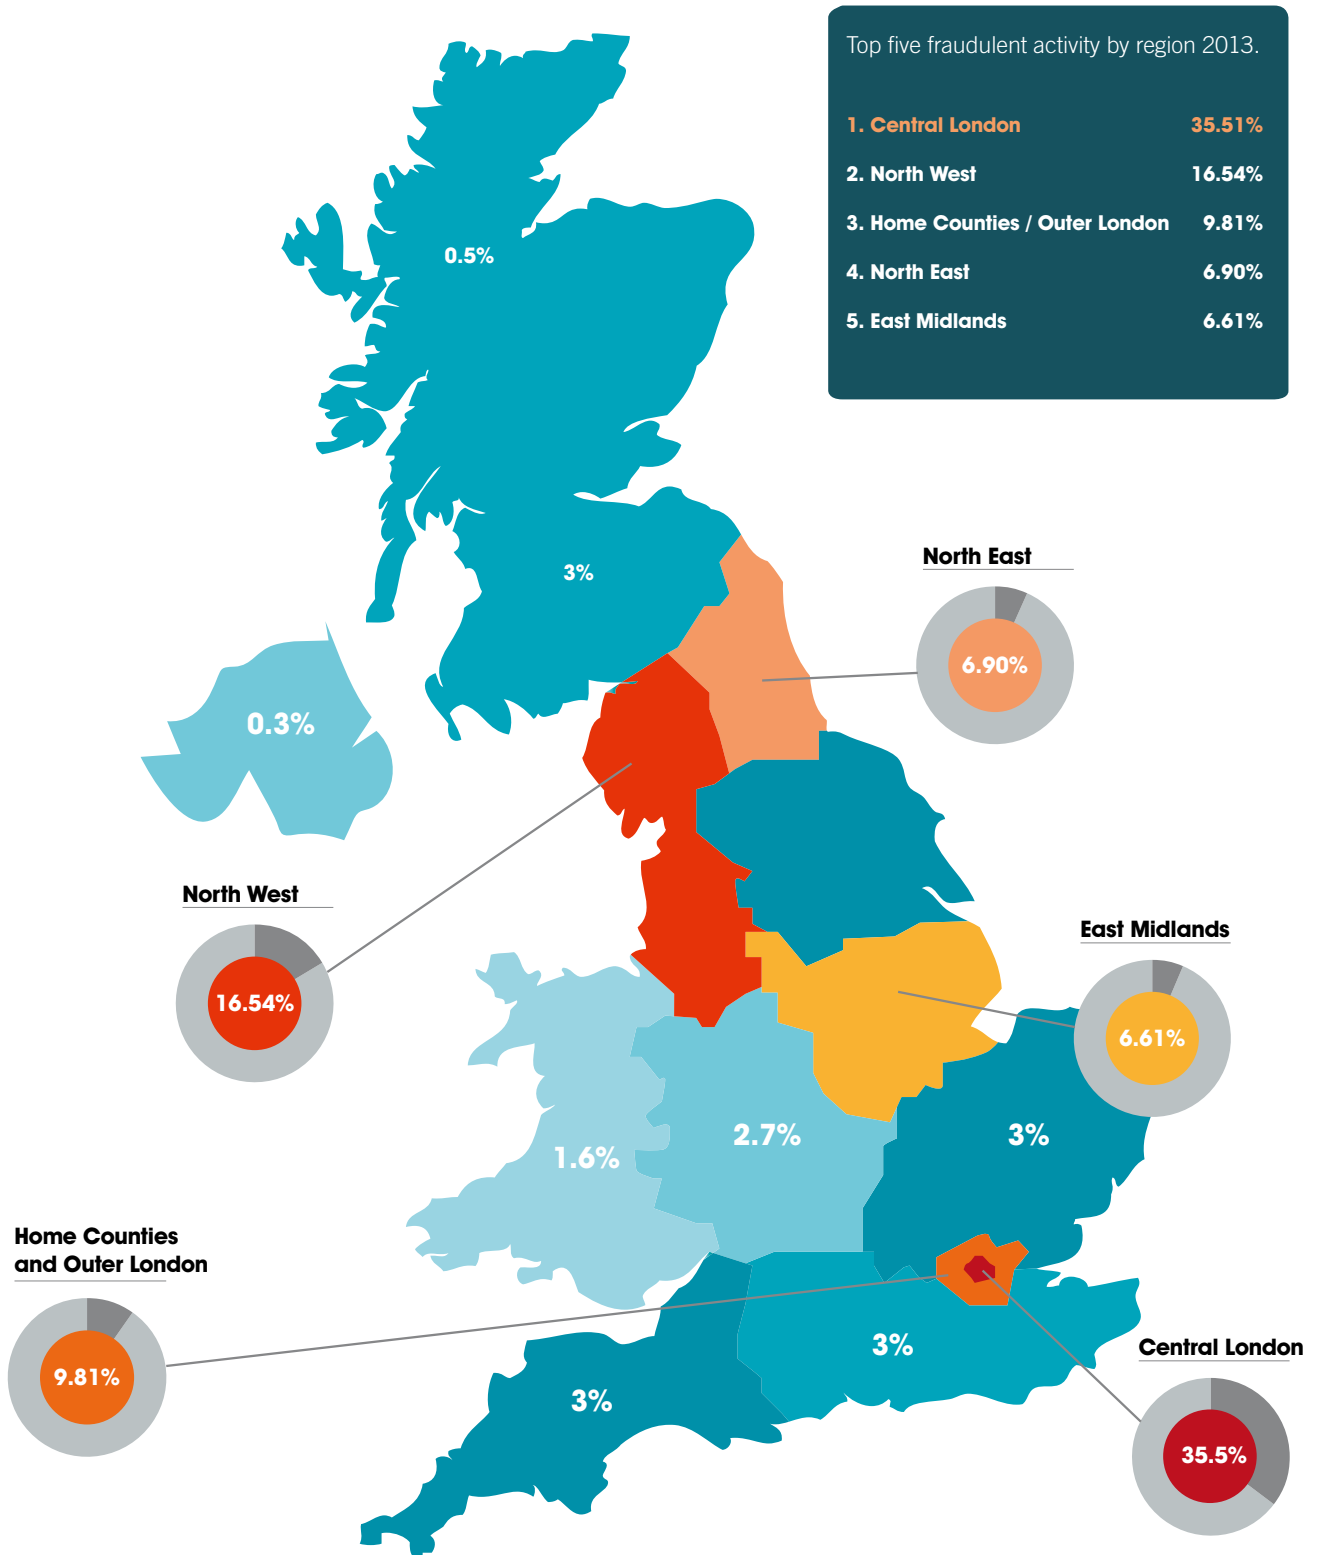 Top five fraudulent activity by region 2013.
1. Central London 35.51%
2. North West 16.54%
3. Home Counties / Outer London 9.81%
4. North East 6.90%
5. East Midlands 6.61%
0.5%
3%
North East
6.90%
0.3%
North West
16.54%
East Midlands
6.61%
2.7%
3%
1.6%
Home Counties
and Outer London
9.81%
3%
3%
Central London
35.5%